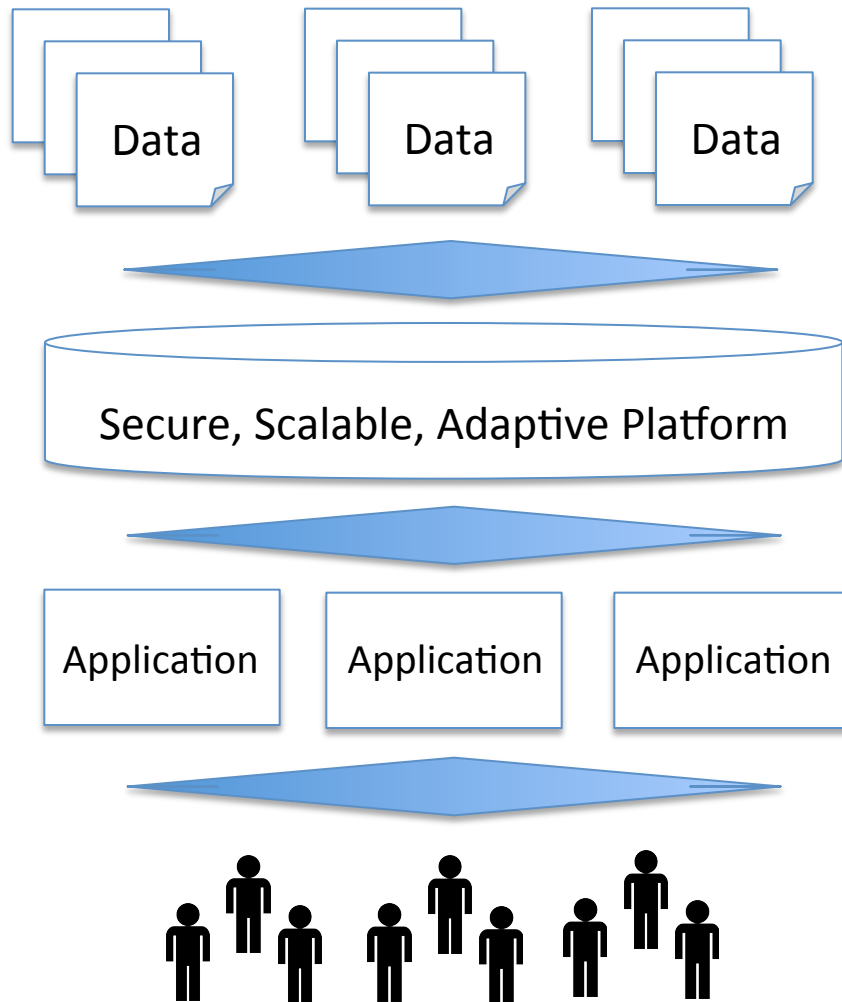 Data
Data
Data
Secure, Scalable, Adaptive Platform
Application
Application
Application